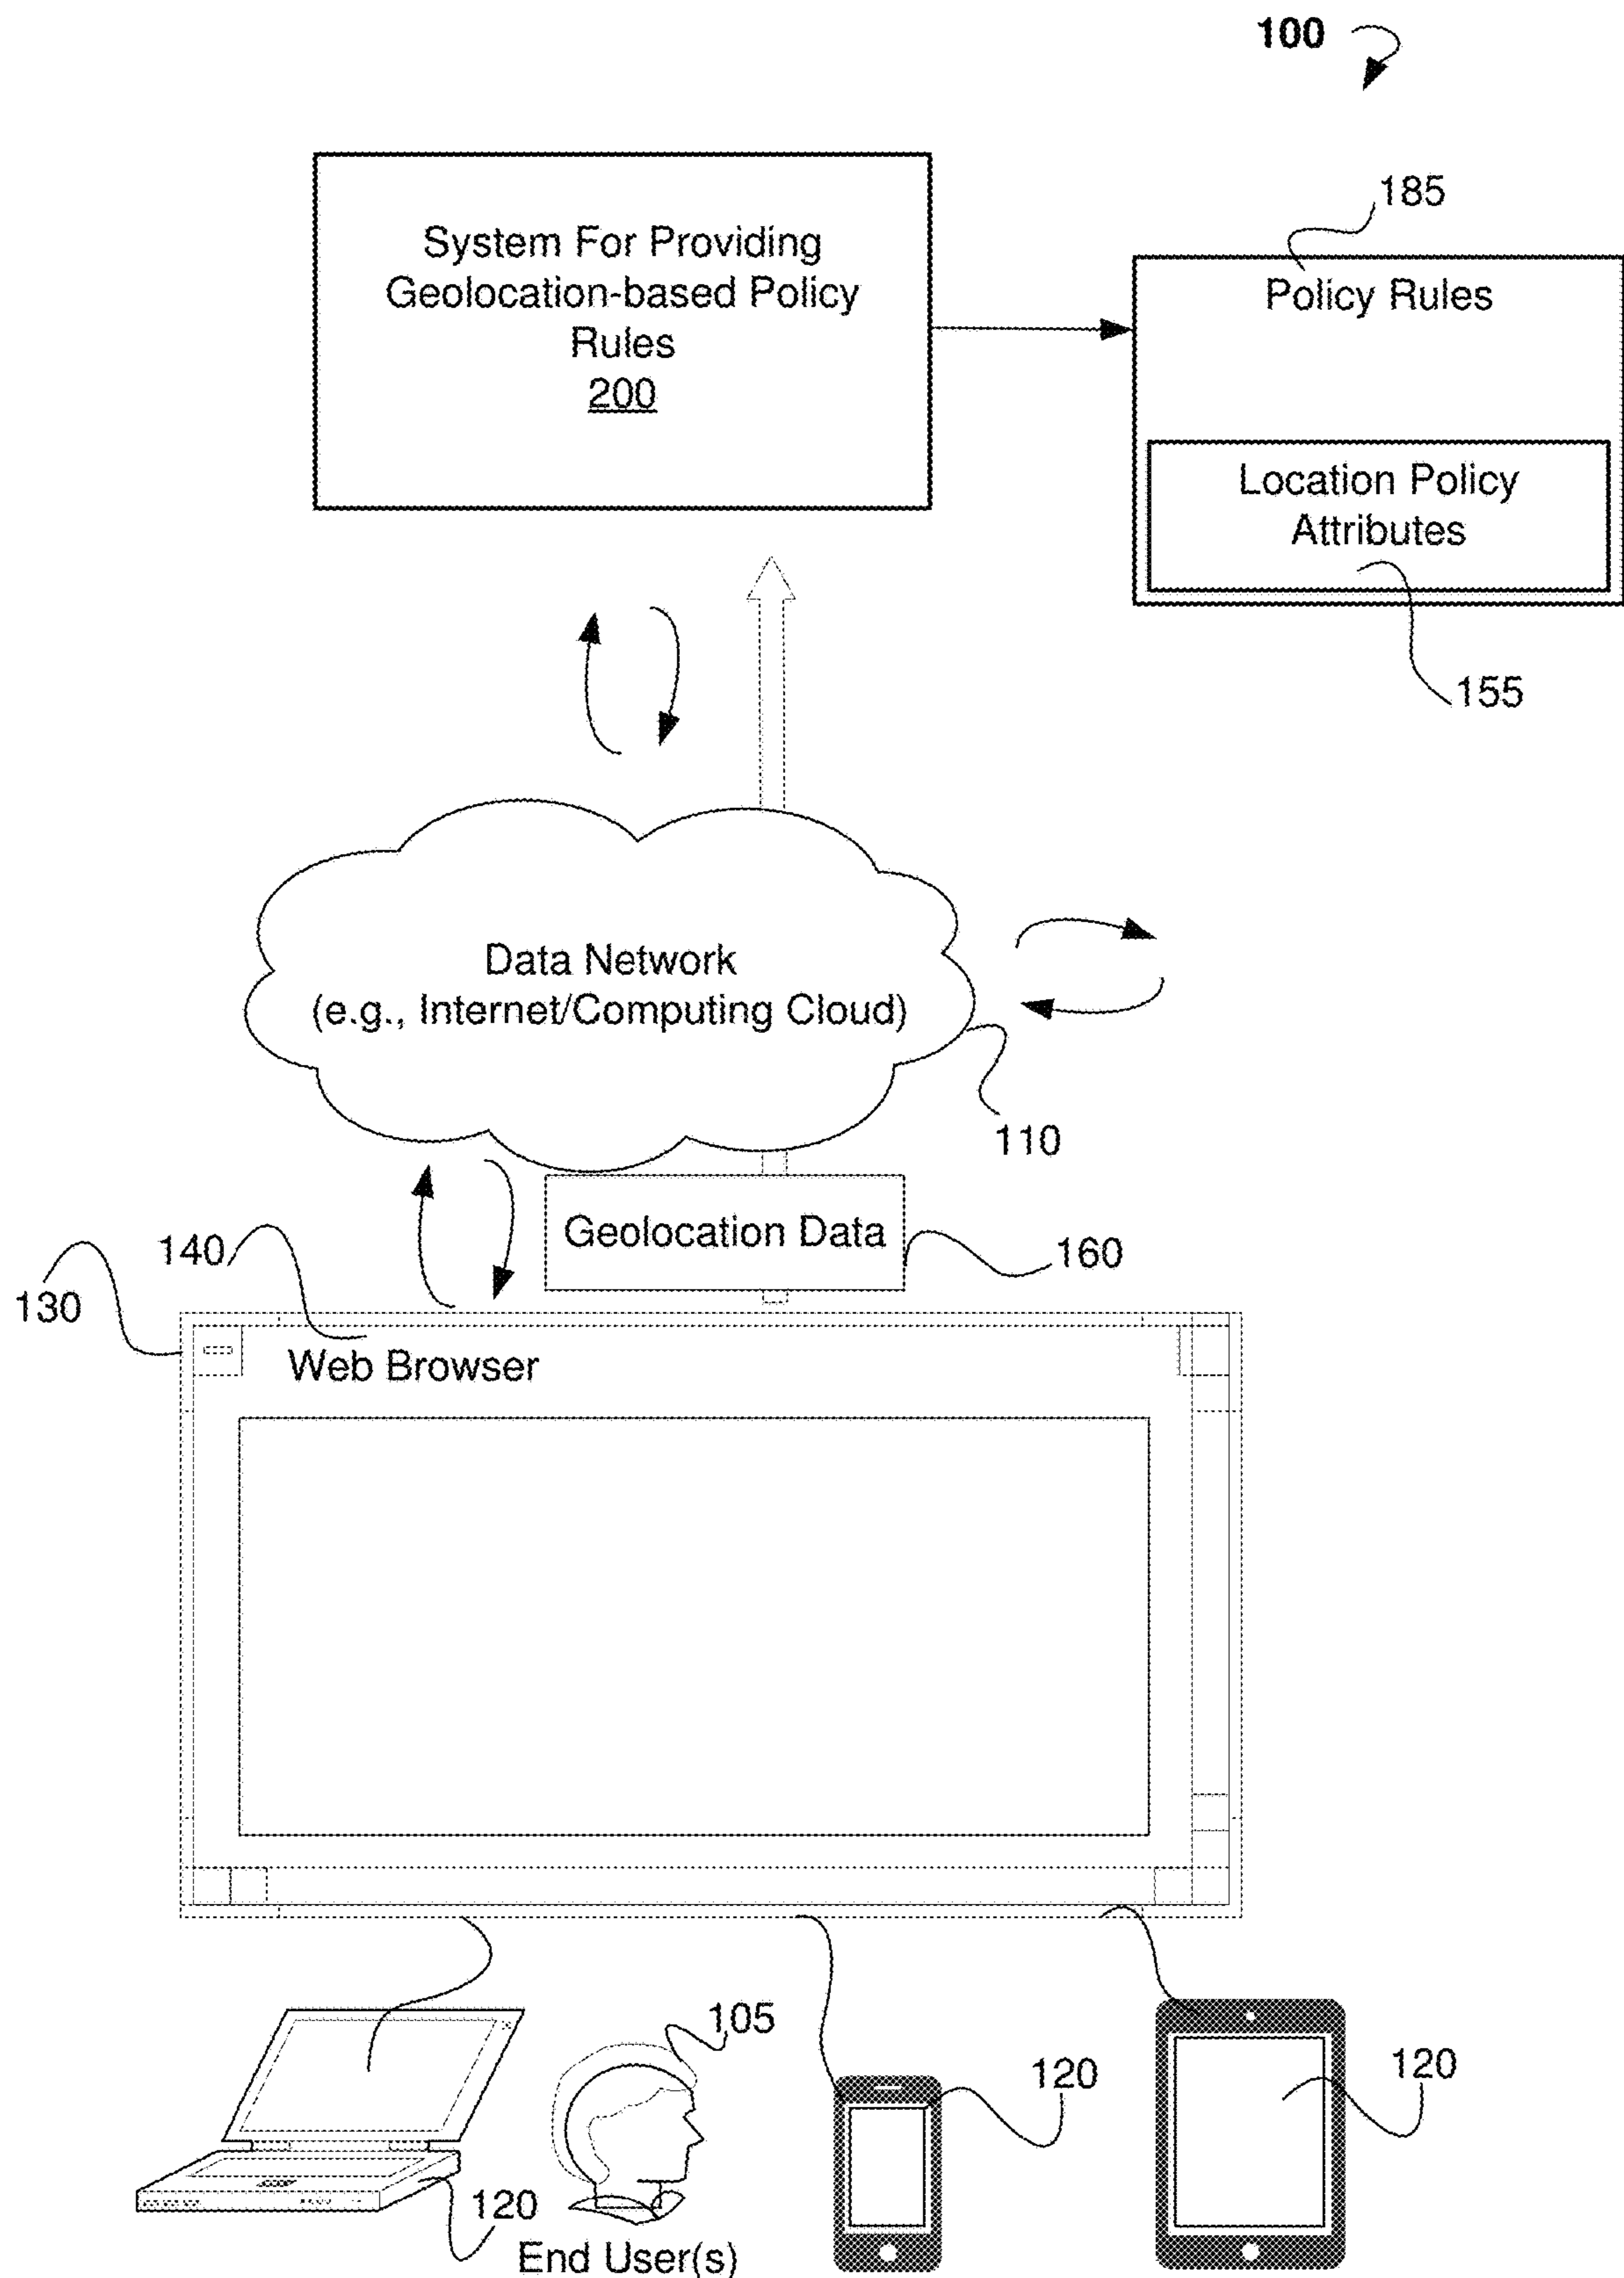 100
System For Providing
Geolocation-based Policy
Rules
200
185
Policy Rules
Location Policy
Attributes
155
Data Network
(e.g., Internet/Computing Cloud)
110
Geolocation Data
160
140
130
Web Browser
105
120
120
120
End User(s)